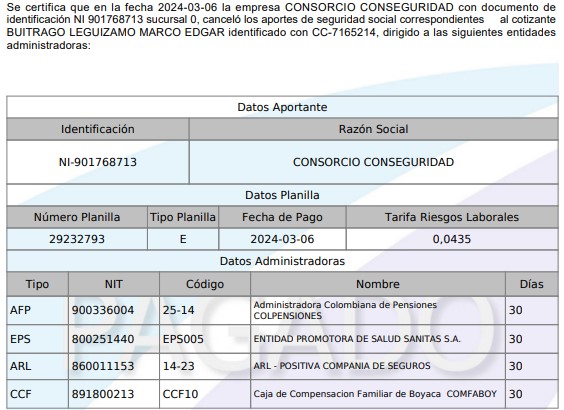 Se certifica que en la fecha 2024-03-06 la empresa CONSORCIO CONSEGURIDAD con documento de
identificación NI 901768713 sucursal 0, canceló los aportes de seguridad social correspondientes al cotizante
BUITRAGO LEGUIZAMO MARCO EDGAR identificado con CC-7165214, dirigido a las siguientes entidades
administradoras:
Datos Aportante
Identificación Razón Social
NI-901768713 CONSORCIO CONSEGURIDAD
Datos Planilla
Número Planilla Tipo Planilla Fecha de Pago Tarifa Riesgos Laborales
29232793 E 2024-03-06 0,0435
Datos Administradoras
Tipo NIT Código Nombre Días
AFP 900336004 25-14 Administradora Colombiana de Pensiones COLPENSIONES 30
EPS 800251440 EPS005 ENTIDAD PROMOTORA DE SALUD SANITAS S.A. 30
ARL 860011153 14-23 ARL - POSITIVA COMPANIA DE SEGUROS 30
CCF 891800213 CCF10 Caja de Compensacion Familiar de Boyaca COMFABOY 30
PAGADO